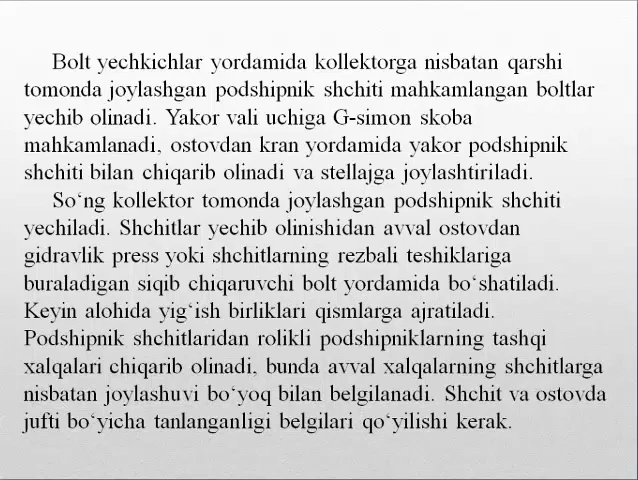 Bolt yechkichlar yordamida kollektorga nisbatan qarshi
tomonda joylashgan podshipnik shchiti mahkamlangan boltlar
yechib olinadi. Yakor vali uchiga G-simon skoba
mahkamlanadi, ostovdan kran yordamida yakor podshipnik
shchiti bilan chiqarib olinadi va stellajga joylashtiriladi.
So‘ng kollektor tomonda joylashgan podshipnik shchiti
yechiladi. Shchitlar yechib olinishidan avval ostovdan
gidravlik press yoki shchitlarning rezbali teshiklariga
buraladigan siqib chiqaruvchi bolt yordamida bo‘shatiladi.
Keyin alohida yig‘ish birliklari qismlarga ajratiladi.
Podshipnik shchitlaridan rolikli podshipniklarning tashqi
xalqalari chiqarib olinadi, bunda avval xalqalarning shchitlarga
nisbatan joylashuvi bo‘yoq bilan belgilanadi. Shchit va ostovda
jufti bo‘yicha tanlanganligi belgilari qo‘yilishi kerak.